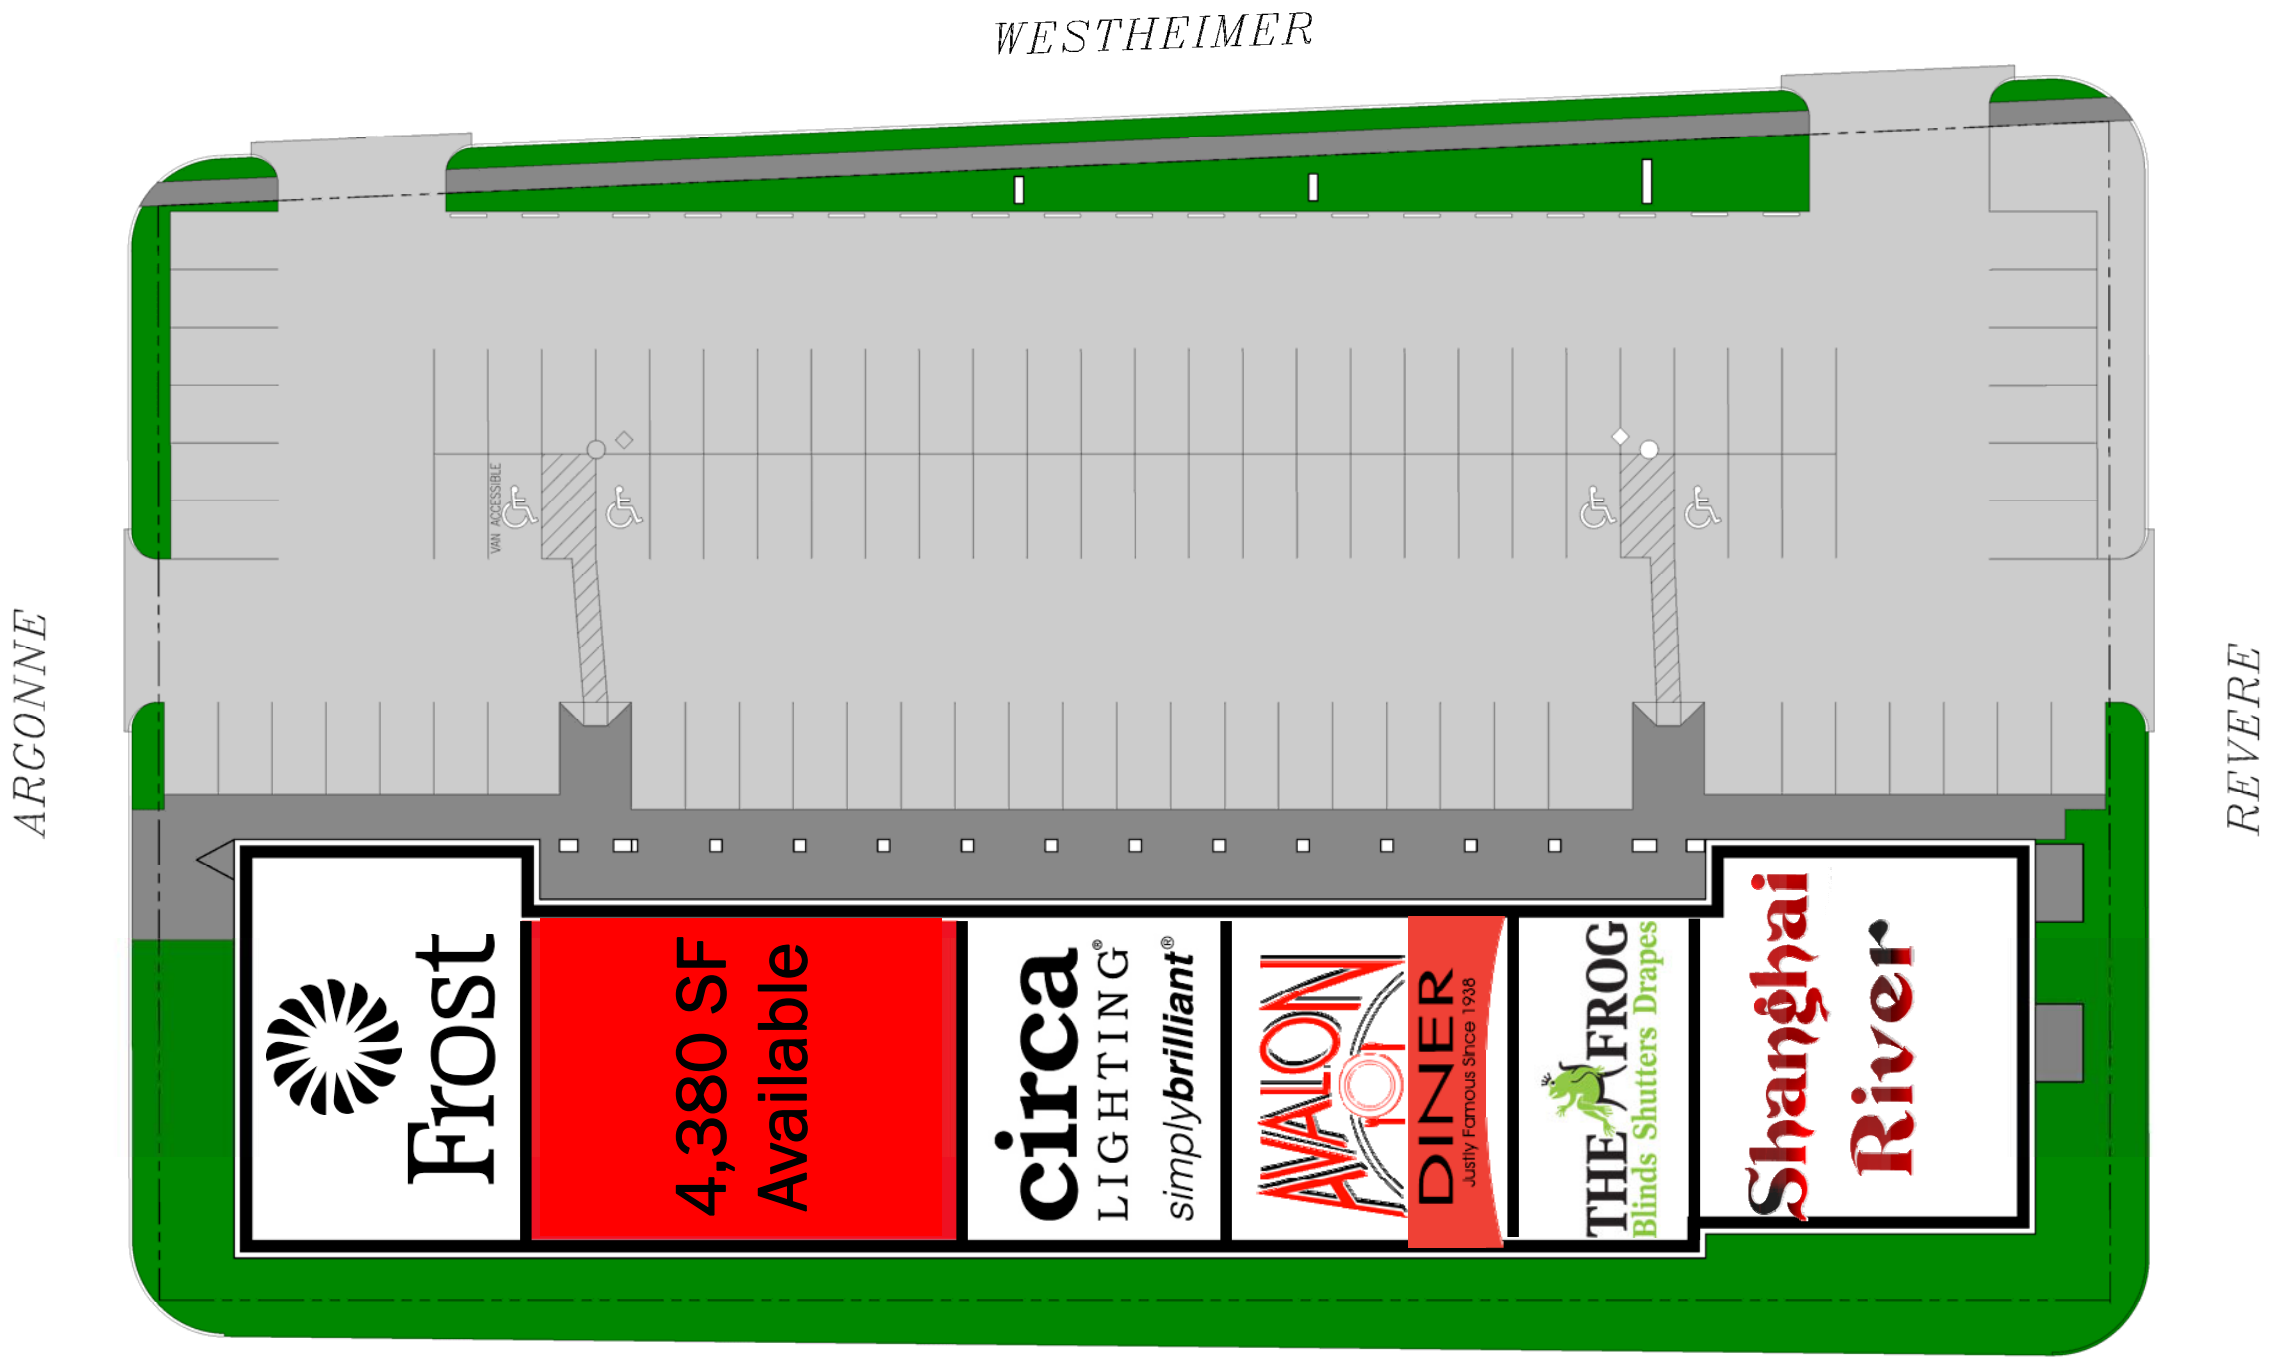 WESTHEIMER
ARGONNE
REVERE
VAN ACCESSIBLE
Frost
4,380 SF
Available
circa®
LIGHTING
simplybrilliant®
AVALON
DINER
Justly Famous Since 1938
THE FROG
Blinds Shutters Drapes
Shanghai
River